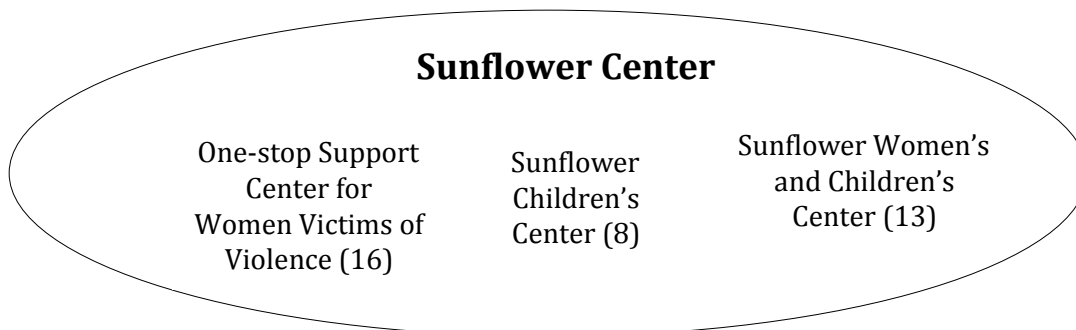 Sunflower Center
One-stop Support
Center for
Women Victims of
Violence (16)
Sunflower
Children’s
Center (8)
Sunflower Women’s
and Children’s
Center (13)